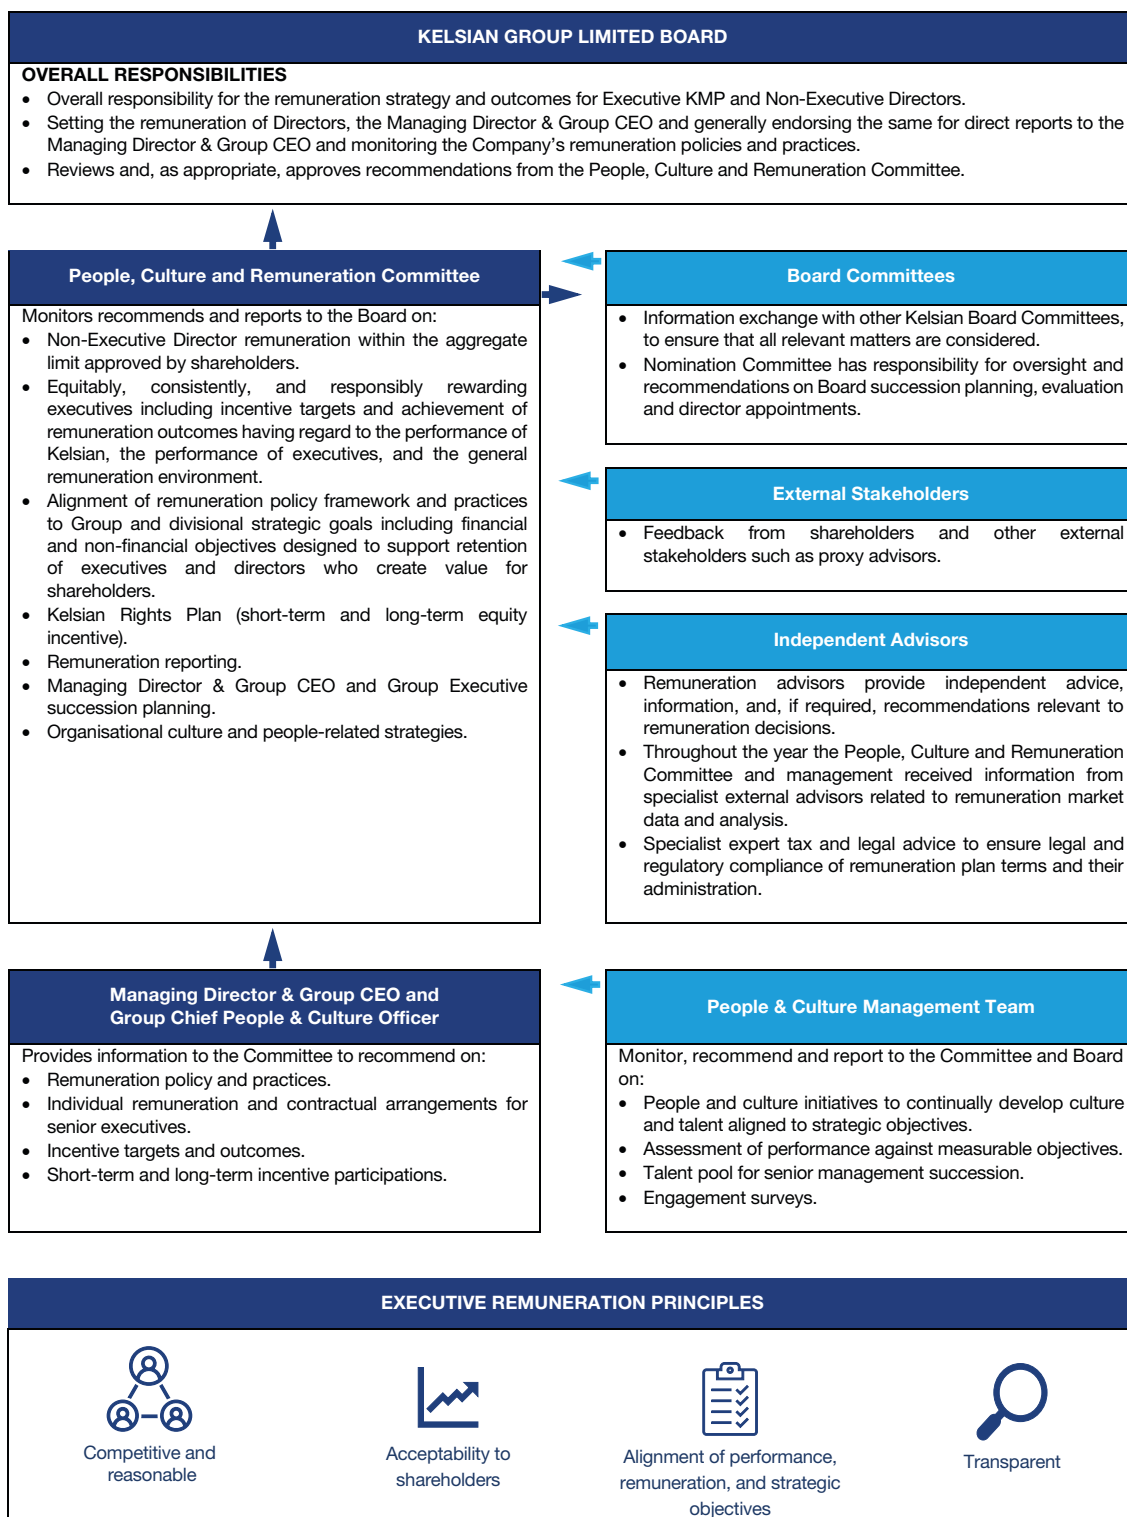 KELSIAN GROUP LIMITED BOARD
OVERALL RESPONSIBILITIES
• Overall responsibility for the remuneration strategy and outcomes for Executive KMP and Non-Executive Directors.
• Setting the remuneration of Directors, the Managing Director & Group CEO and generally endorsing the same for direct reports to the
Managing Director & Group CEO and monitoring the Company's remuneration policies and practices.
• Reviews and, as appropriate, approves recommendations from the People, Culture and Remuneration Committee.
People, Culture and Remuneration Committee
Monitors recommends and reports to the Board on:
• Non-Executive Director remuneration within the aggregate
limit approved by shareholders.
• Equitably, consistently, and responsibly rewarding
executives including incentive targets and achievement of
remuneration outcomes having regard to the performance of
Kelsian, the performance of executives, and the general
remuneration environment.
• Alignment of remuneration policy framework and practices
to Group and divisional strategic goals including financial
and non-financial objectives designed to support retention
of executives and directors who create value for
shareholders.
• Kelsian Rights Plan (short-term and long-term equity
incentive).
• Remuneration reporting.
• Managing Director & Group CEO and Group Executive
succession planning.
• Organisational culture and people-related strategies.
Board Committees
• Information exchange with other Kelsian Board Committees,
to ensure that all relevant matters are considered.
• Nomination Committee has responsibility for oversight and
recommendations on Board succession planning, evaluation
and director appointments.
External Stakeholders
• Feedback from shareholders and other external
stakeholders such as proxy advisors.
Independent Advisors
• Remuneration advisors provide independent advice,
information, and, if required, recommendations relevant to
remuneration decisions.
• Throughout the year the People, Culture and Remuneration
Committee and management received information from
specialist external advisors related to remuneration market
data and analysis.
• Specialist expert tax and legal advice to ensure legal and
regulatory compliance of remuneration plan terms and their
administration.
Managing Director & Group CEO and
Group Chief People & Culture Officer
Provides information to the Committee to recommend on:
• Remuneration policy and practices.
• Individual remuneration and contractual arrangements for
senior executives.
• Incentive targets and outcomes.
• Short-term and long-term incentive participations.
People & Culture Management Team
Monitor, recommend and report to the Committee and Board
on:
• People and culture initiatives to continually develop culture
and talent aligned to strategic objectives.
• Assessment of performance against measurable objectives.
• Talent pool for senior management succession.
• Engagement surveys.
EXECUTIVE REMUNERATION PRINCIPLES
Competitive and
reasonable
Acceptability to
shareholders
Alignment of performance,
remuneration, and strategic
objectives
Transparent